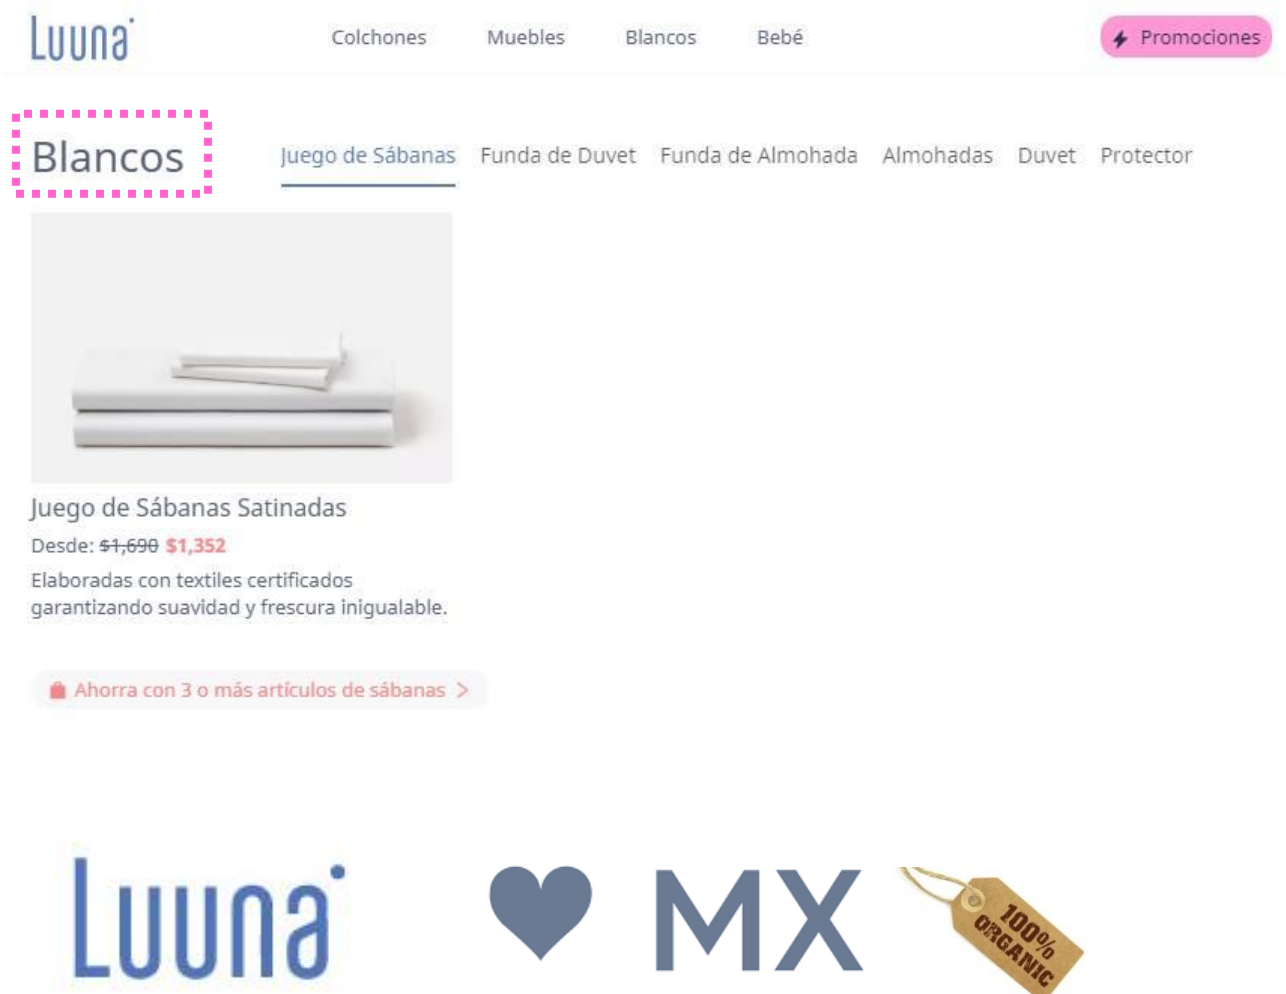 Luuna
Colchones Muebles Blancos Bebé Promociones
Blancos Juego de Sábanas Funda de Duvet Funda de Almohada Almohadas Duvet Protector
Juego de Sábanas Satinadas
Desde: $1,690 $1,352
Elaboradas con textiles certificados
garantizando suavidad y frescura inigualable.
Ahorra con 3 o más artículos de sábanas >
Luuna MX
100%
ORGANIC